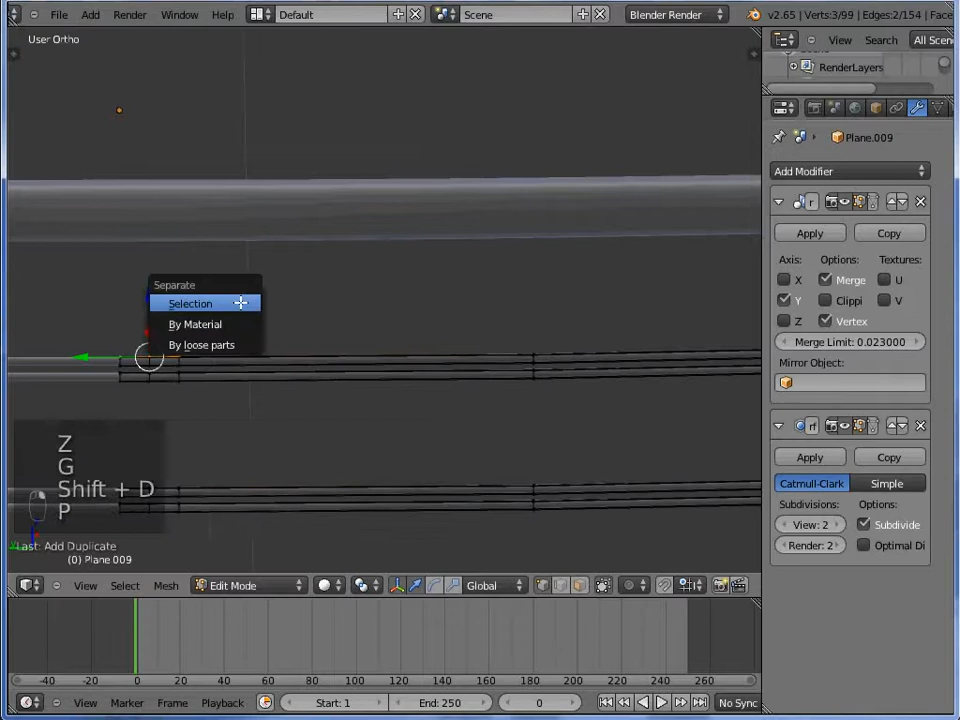 File Add Render Window Help Default Scene Blender Render v2.65 | Verts:3/99 | Edges:2/154 | Face
User Ortho
View Search All Scen
RenderLayers
Plane.009
Add Modifier
Apply Copy
Axis: Options: Textures:
X Merge U
Y Clippi V
Z Vertex
Merge Limit: 0.023000
Mirror Object:
Apply Copy
Catmull-Clark Simple
Subdivisions: Options:
View: 2 Subdivide
Render: 2 Optimal Di
Separate
Selection
By Material
By loose parts
Z
G
Shift + D
P
Last: Add Duplicate
(0) Plane.009
View Select Mesh Edit Mode Global
-40 -20 0 20 40 60 80 100 120 140 160 180 200 220 240 260
View Marker Frame Playback Start: 1 End: 250 0 No Sync